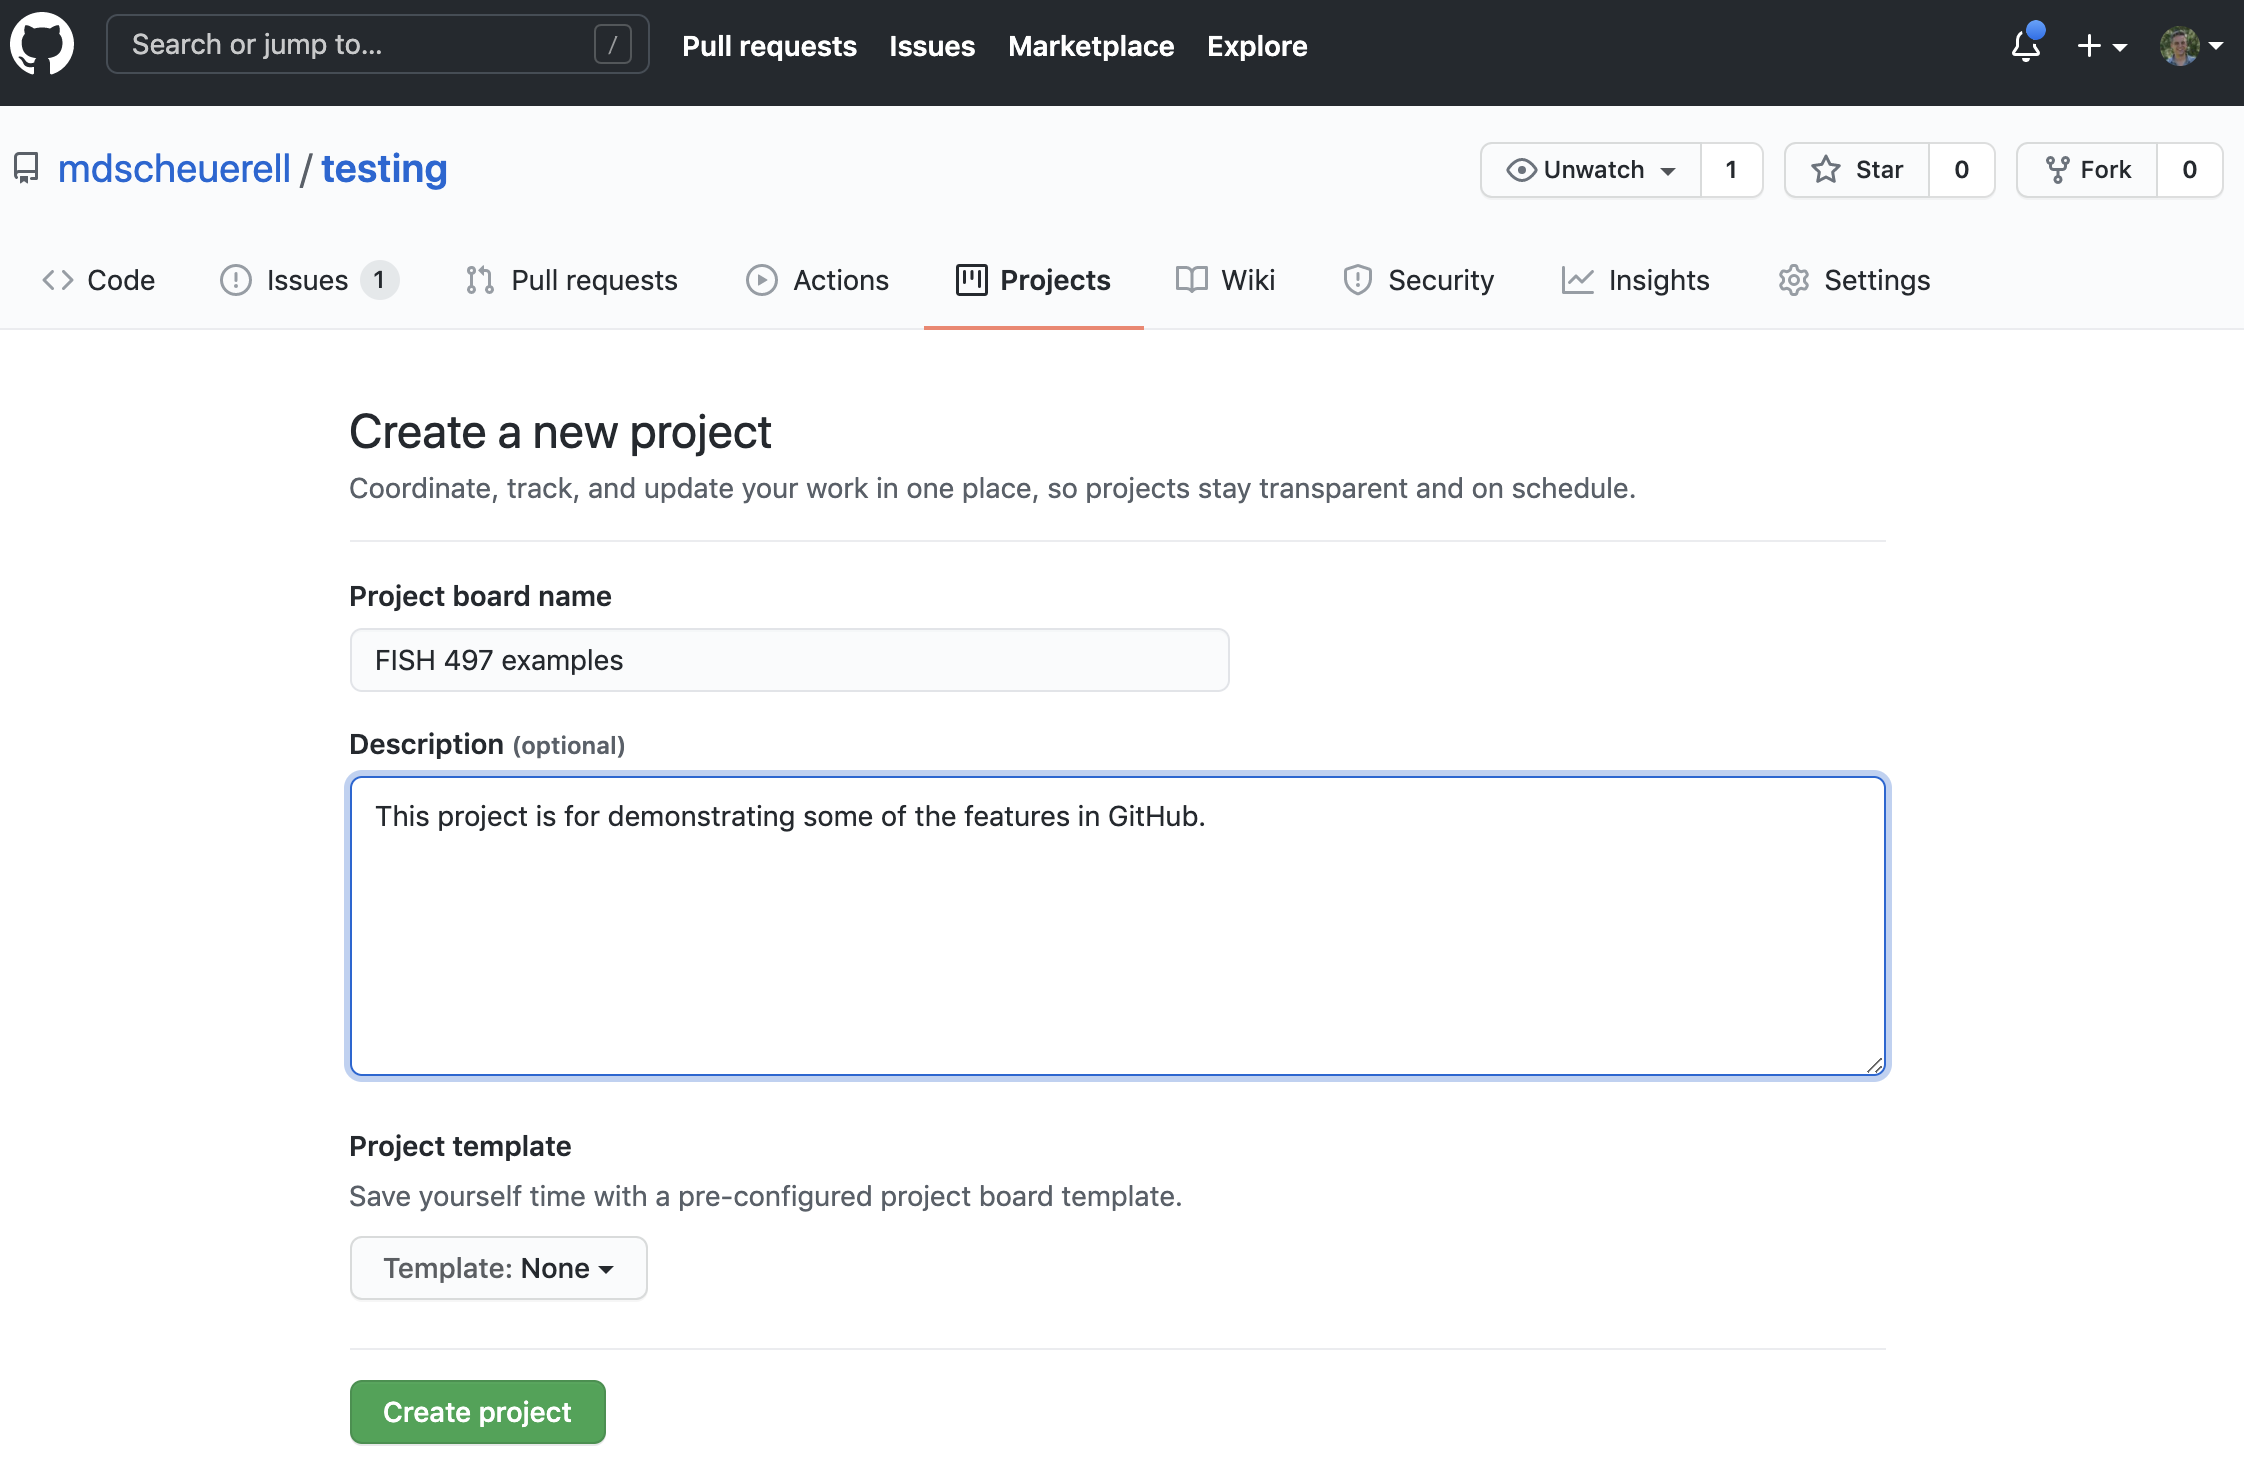 Search or jump to... / Pull requests Issues Marketplace Explore
mdscheuerell / testing Unwatch 1 Star 0 Fork 0
Code Issues 1 Pull requests Actions Projects Wiki Security Insights Settings
Create a new project
Coordinate, track, and update your work in one place, so projects stay transparent and on schedule.
Project board name
FISH 497 examples
Description (optional)
This project is for demonstrating some of the features in GitHub.
Project template
Save yourself time with a pre-configured project board template.
Template: None
Create project